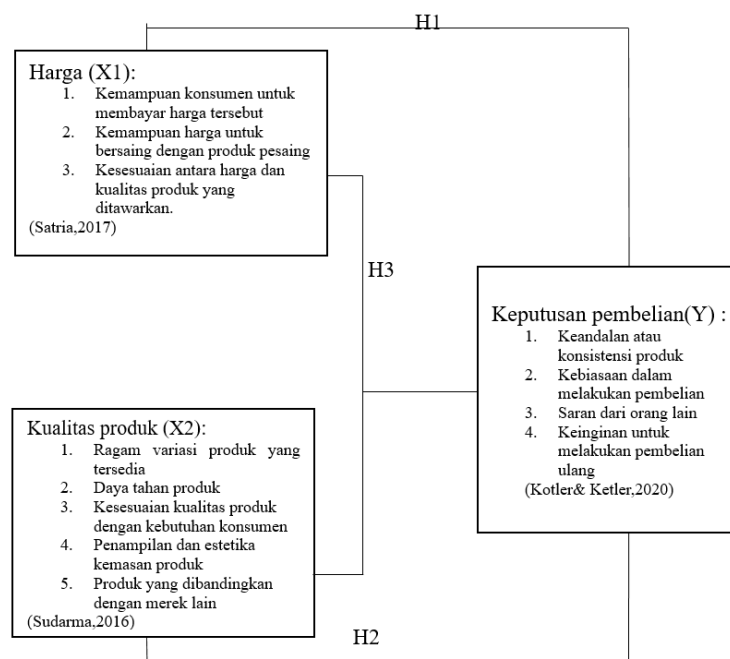 H1
Harga (X1):
1. Kemampuan konsumen untuk
membayar harga tersebut
2. Kemampuan harga untuk
bersaing dengan produk pesaing
3. Kesesuaian antara harga dan
kualitas produk yang
ditawarkan.
(Satria,2017)
H3
Keputusan pembelian(Y) :
1. Keandalan atau
konsistensi produk
2. Kebiasaan dalam
melakukan pembelian
3. Saran dari orang lain
4. Keinginan untuk
melakukan pembelian
ulang
(Kotler& Ketler,2020)
Kualitas produk (X2):
1. Ragam variasi produk yang
tersedia
2. Daya tahan produk
3. Kesesuaian kualitas produk
dengan kebutuhan konsumen
4. Penampilan dan estetika
kemasan produk
5. Produk yang dibandingkan
dengan merek lain
(Sudarma,2016)
H2